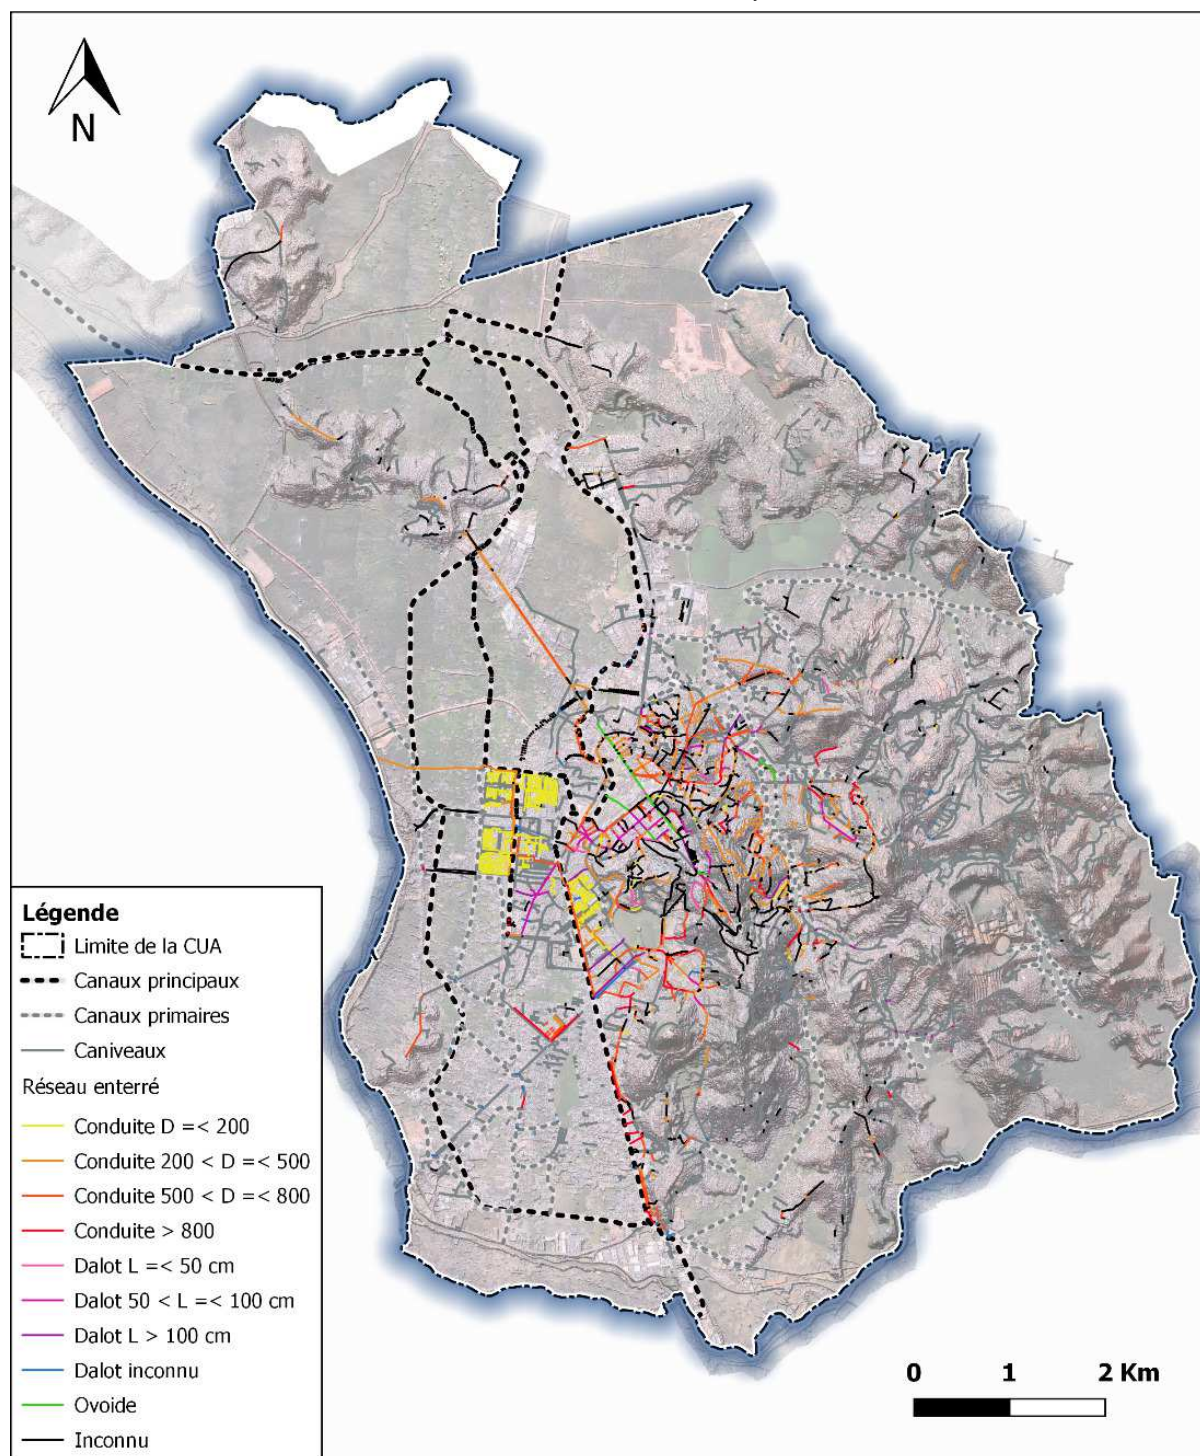 N
Légende
Limite de la CUA
Canaux principaux
Canaux primaires
Caniveaux
Réseau enterré
Conduite D =< 200
Conduite 200 < D =< 500
Conduite 500 < D =< 800
Conduite > 800
Dalot L =< 50 cm
Dalot 50 < L =< 100 cm
Dalot L > 100 cm
Dalot inconnu
Ovoide
Inconnu
0 1 2 Km